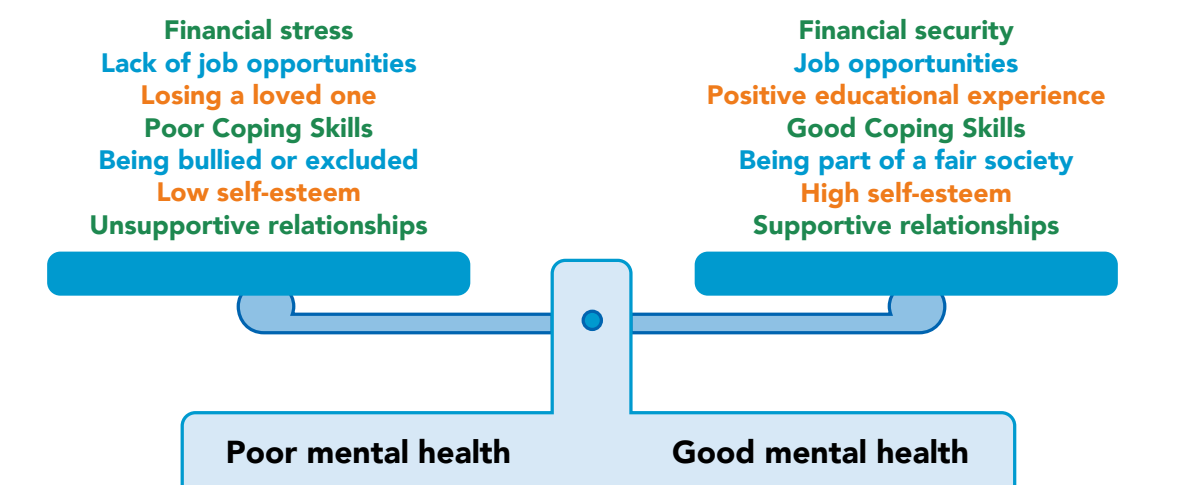 Financial stress
Lack of job opportunities
Losing a loved one
Poor Coping Skills
Being bullied or excluded
Low self-esteem
Unsupportive relationships
Financial security
Job opportunities
Positive educational experience
Good Coping Skills
Being part of a fair society
High self-esteem
Supportive relationships
Poor mental health
Good mental health